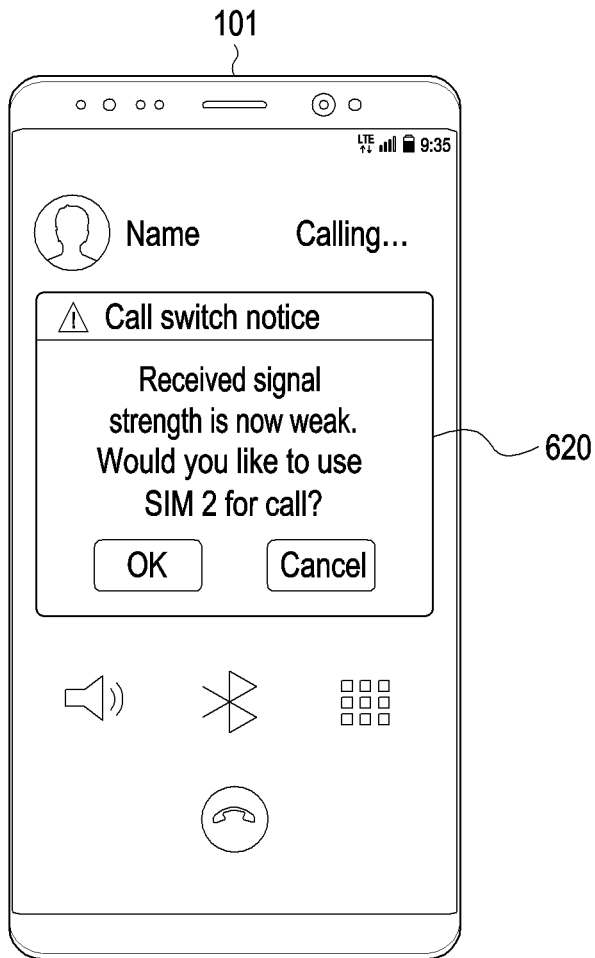 101
LTE 9:35
Name Calling...
Call switch notice
Received signal
strength is now weak.
Would you like to use
SIM 2 for call?
620
OK Cancel